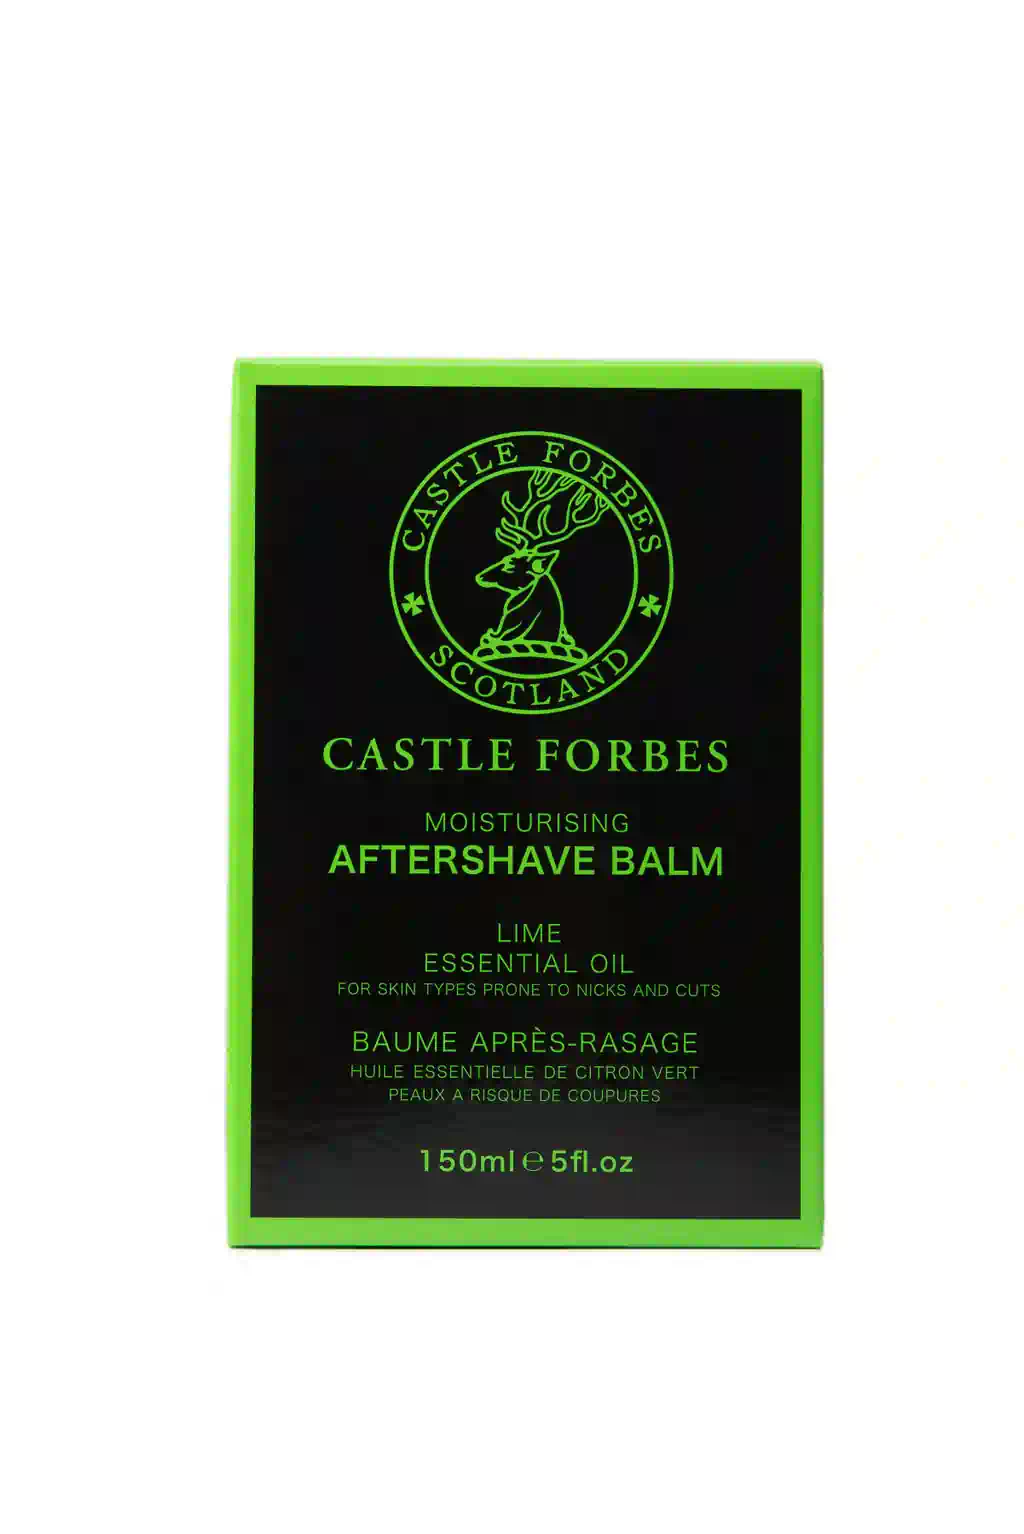 CASTLE FORBES
SCOTLAND
CASTLE FORBES
MOISTURISING
AFTERSHAVE BALM
LIME
ESSENTIAL OIL
FOR SKIN TYPES PRONE TO NICKS AND CUTS
BAUME APRÈS-RASAGE
HUILE ESSENTIELLE DE CITRON VERT
PEAUX A RISQUE DE COUPURES
150ml ℮ 5fl.oz